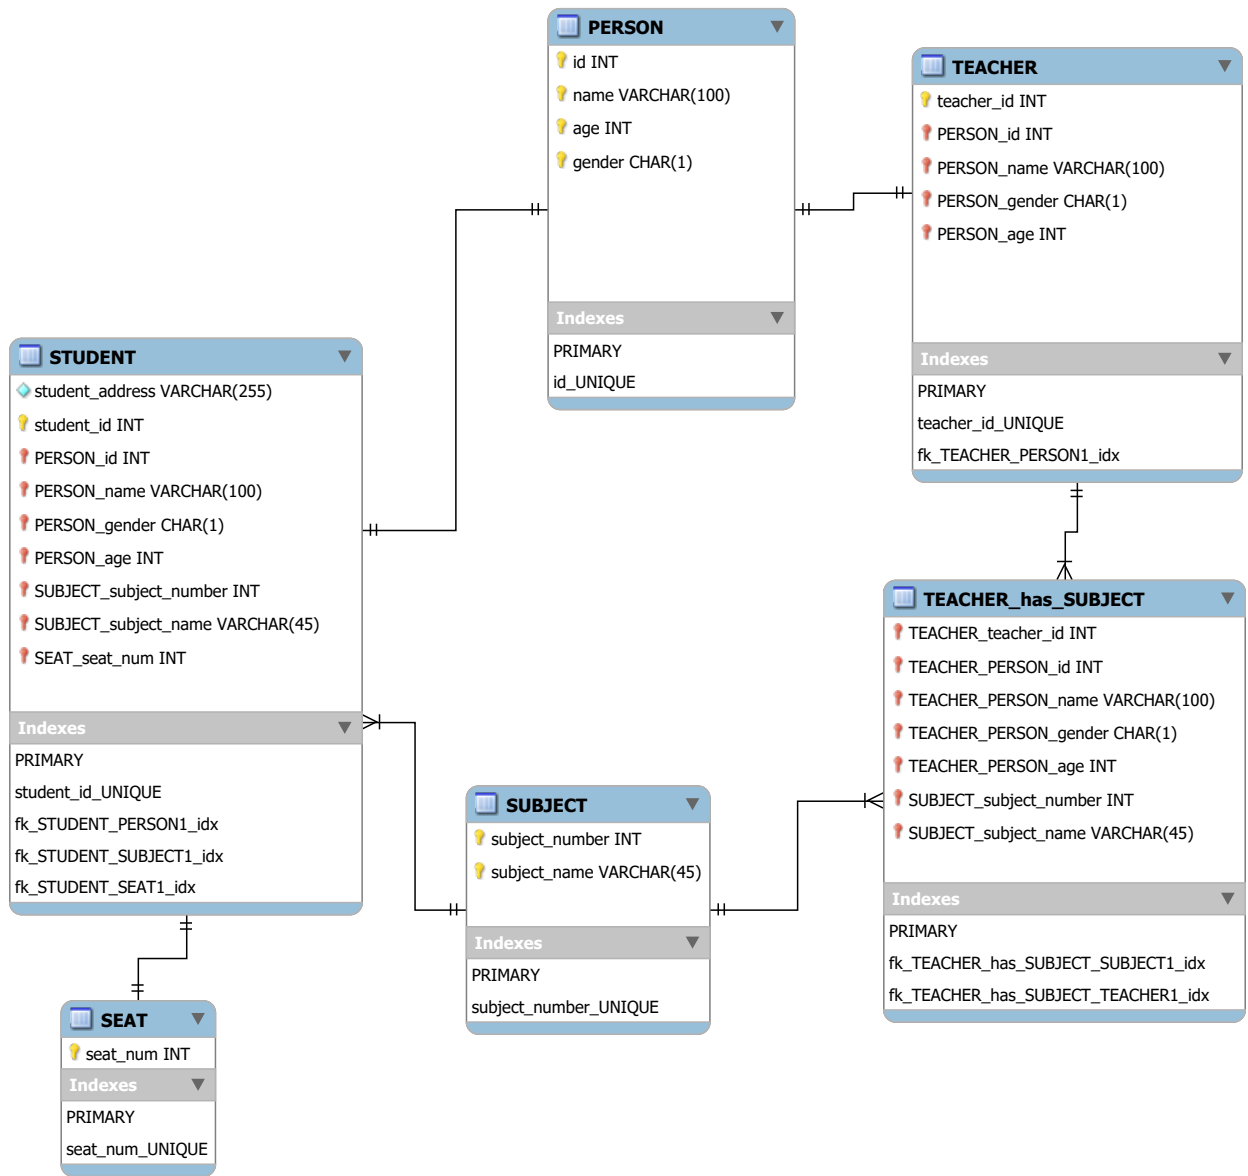 PERSON
id INT
name VARCHAR(100)
age INT
gender CHAR(1)
Indexes
PRIMARY
id_UNIQUE
TEACHER
teacher_id INT
PERSON_id INT
PERSON_name VARCHAR(100)
PERSON_gender CHAR(1)
PERSON_age INT
Indexes
PRIMARY
teacher_id_UNIQUE
fk_TEACHER_PERSON1_idx
STUDENT
student_address VARCHAR(255)
student_id INT
PERSON_id INT
PERSON_name VARCHAR(100)
PERSON_gender CHAR(1)
PERSON_age INT
SUBJECT_subject_number INT
SUBJECT_subject_name VARCHAR(45)
SEAT_seat_num INT
Indexes
PRIMARY
student_id_UNIQUE
fk_STUDENT_PERSON1_idx
fk_STUDENT_SUBJECT1_idx
fk_STUDENT_SEAT1_idx
TEACHER_has_SUBJECT
TEACHER_teacher_id INT
TEACHER_PERSON_id INT
TEACHER_PERSON_name VARCHAR(100)
TEACHER_PERSON_gender CHAR(1)
TEACHER_PERSON_age INT
SUBJECT_subject_number INT
SUBJECT_subject_name VARCHAR(45)
Indexes
PRIMARY
fk_TEACHER_has_SUBJECT_SUBJECT1_idx
fk_TEACHER_has_SUBJECT_TEACHER1_idx
SUBJECT
subject_number INT
subject_name VARCHAR(45)
Indexes
PRIMARY
subject_number_UNIQUE
SEAT
seat_num INT
Indexes
PRIMARY
seat_num_UNIQUE